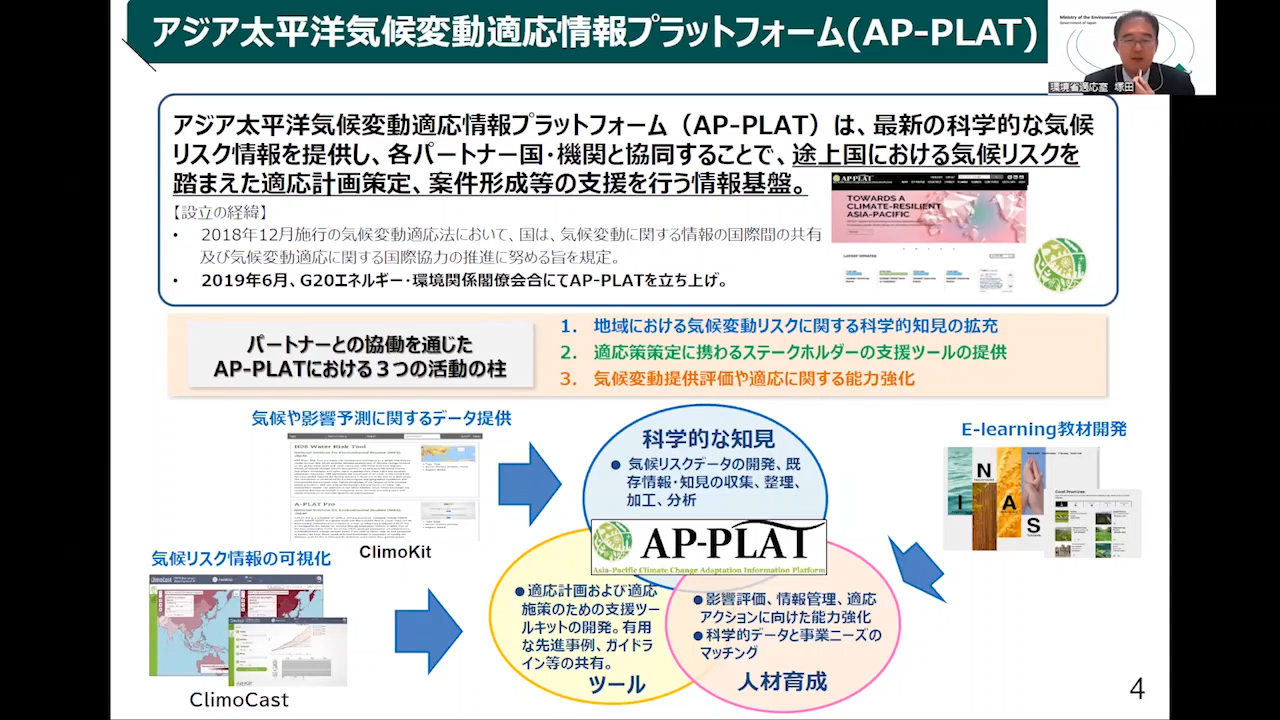 アジア太平洋気候変動適応情報プラットフォーム(AP-PLAT)
Ministry of the Environment
Government of Japan
環境省適応室 塚田
アジア太平洋気候変動適応情報プラットフォーム（AP-PLAT）は、最新の科学的な気候
リスク情報を提供し、各パートナー国・機関と協同することで、途上国における気候リスクを
踏まえた適応計画策定、案件形成等の支援を行う情報基盤。
【設立の経緯】
• 2018年12月施行の気候変動適応法において、国は、気候変動に関する情報の国際間の共有
及び気候変動適応に関する国際協力の推進に努める旨を規定。
• 2019年6月、G20エネルギー・環境関係閣僚会合にてAP-PLATを立ち上げ。
AP-PLAT
TOWARDS A
CLIMATE-RESILIENT
ASIA-PACIFIC
パートナーとの協働を通じた
AP-PLATにおける３つの活動の柱
1. 地域における気候変動リスクに関する科学的知見の拡充
2. 適応策策定に携わるステークホルダーの支援ツールの提供
3. 気候変動提供評価や適応に関する能力強化
気候や影響予測に関するデータ提供
H08 Water Risk Tool
A-PLAT Pro
ClimoKit
気候リスク情報の可視化
ClimoCast
ClimoCast
科学的な知見
●気候リスクデータの開発、既
存情報・知見の収集、整理、
加工、分析
AP-PLAT
Asia-Pacific Climate Change Adaptation Information Platform
●適応計画および適応
施策のための支援ツー
ルキットの開発。有用
な先進事例、ガイドラ
イン等の共有。
ツール
●影響評価、情報管理、適応
アクションに向けた能力強化
●科学的データと事業ニーズの
マッチング
人材育成
E-learning教材開発
N
I
A
S
Good Practices
4